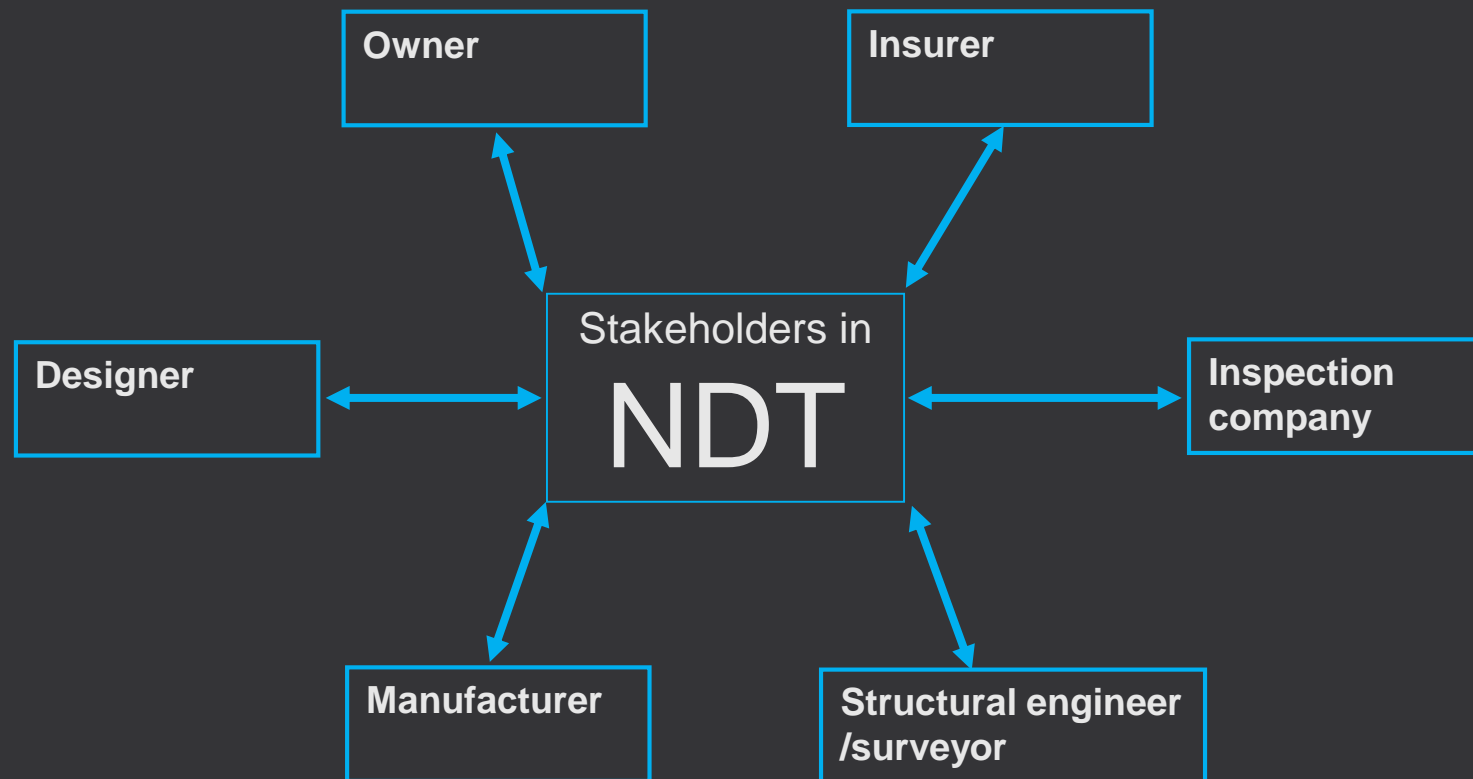 Owner
Insurer
Stakeholders in
NDT
Designer
Inspection
company
Manufacturer
Structural engineer
/surveyor